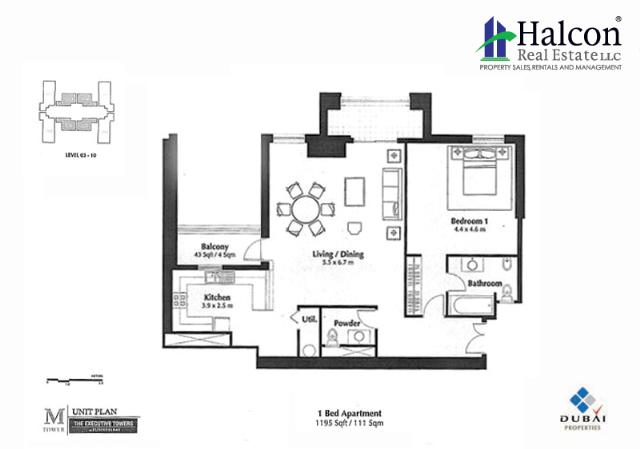 Halcon®
Real Estate LLC
PROPERTY SALES, RENTALS AND MANAGEMENT
LEVEL 03 - 10
Bedroom 1
4.4 x 4.6 m
Balcony
43 Sqft / 4 Sqm
Living / Dining
5.5 x 6.7 m
Bathroom
Kitchen
3.9 x 2.5 m
Util.
Powder
M
TOWER
UNIT PLAN
THE EXECUTIVE TOWERS
1 Bed Apartment
1195 Sqft / 111 Sqm
DUBAI
PROPERTIES